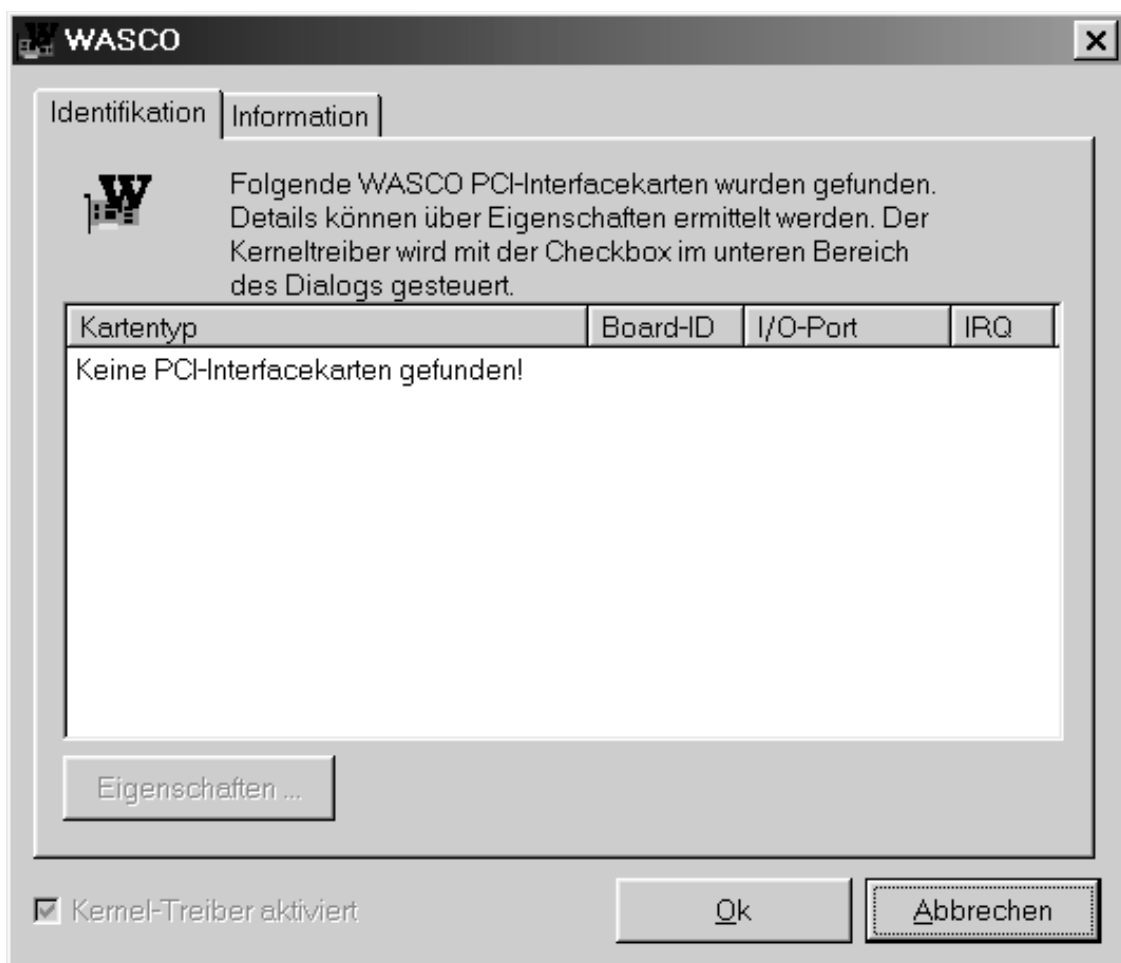 WASCO
Identifikation
Information
W
Folgende WASCO PCI-Interfacekarten wurden gefunden.
Details können über Eigenschaften ermittelt werden. Der
Kerneltreiber wird mit der Checkbox im unteren Bereich
des Dialogs gesteuert.
Kartentyp Board-ID I/O-Port IRQ
Keine PCI-Interfacekarten gefunden!
Eigenschaften ...
Kernel-Treiber aktiviert
Ok
Abbrechen